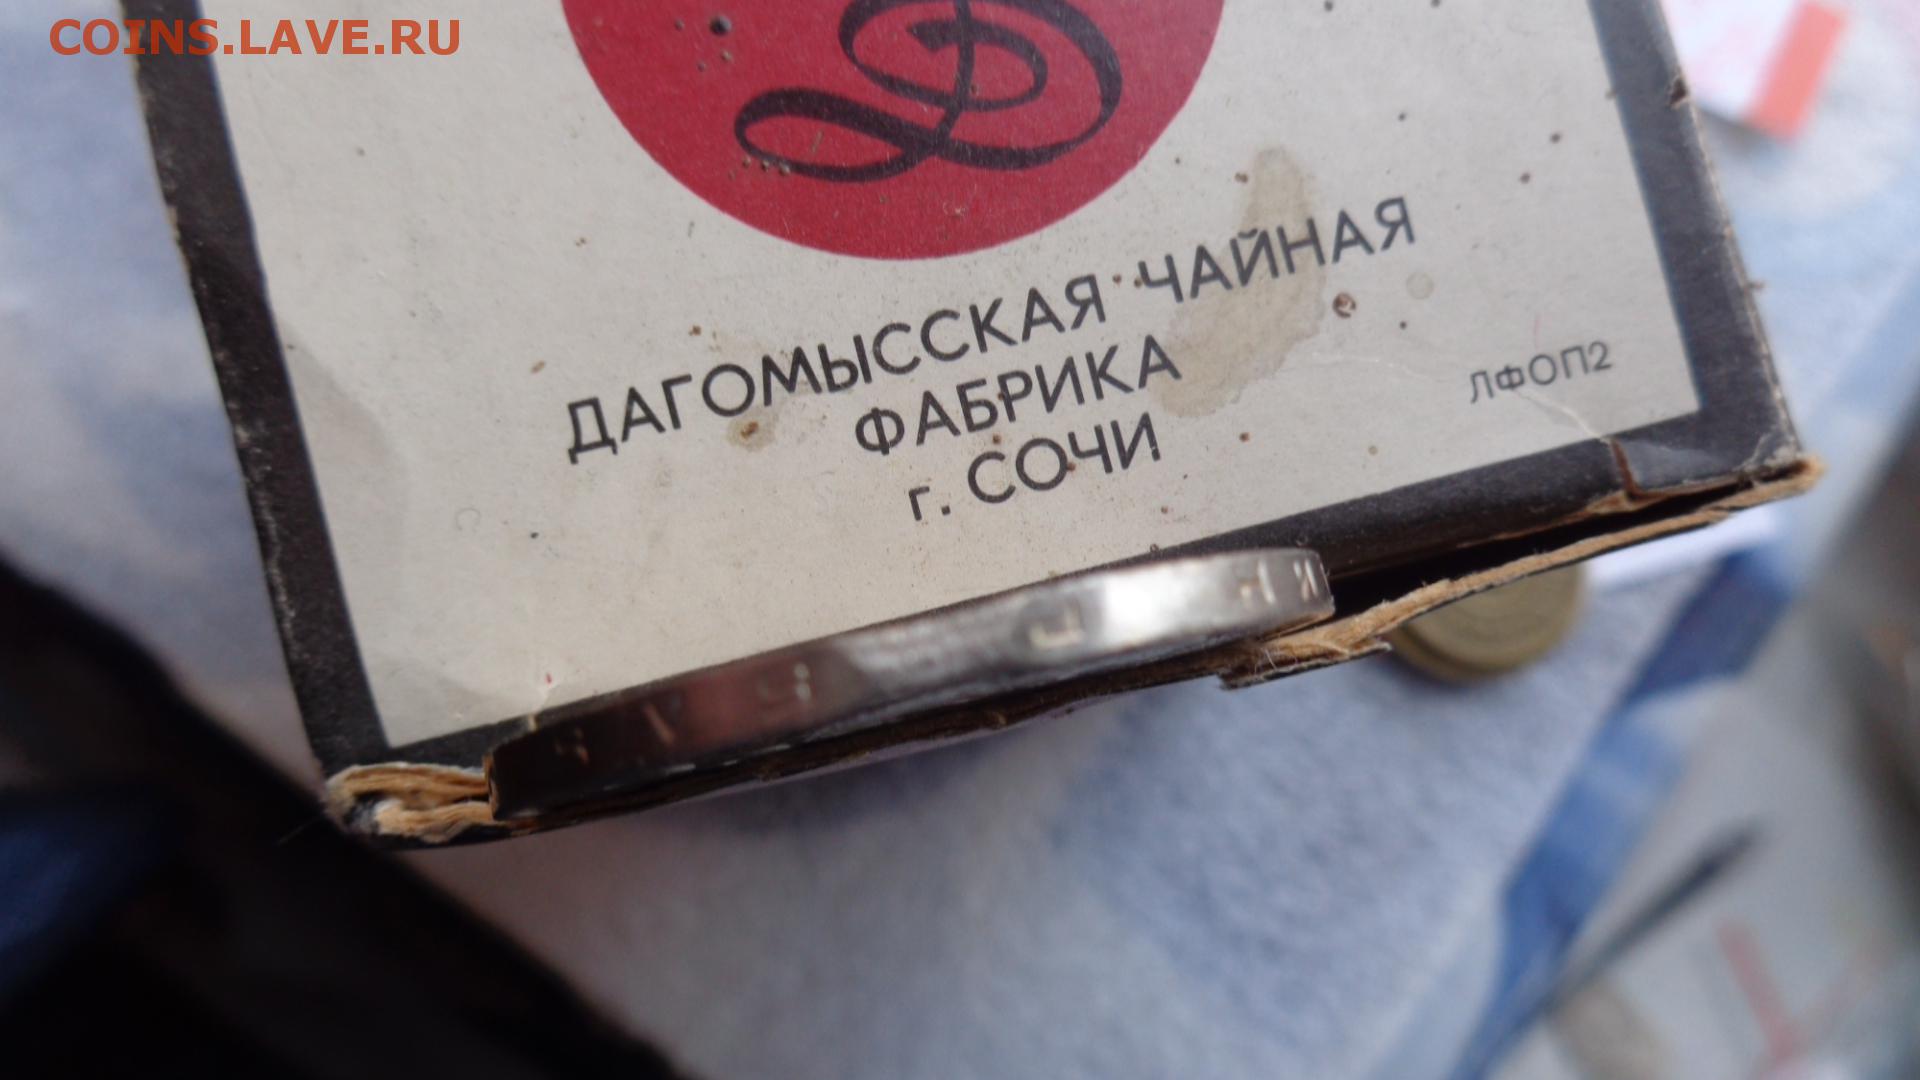 COINS.LAVE.RU
Д
ДАГОМЫССКАЯ ЧАЙНАЯ
ФАБРИКА
г. СОЧИ
ЛФОП2